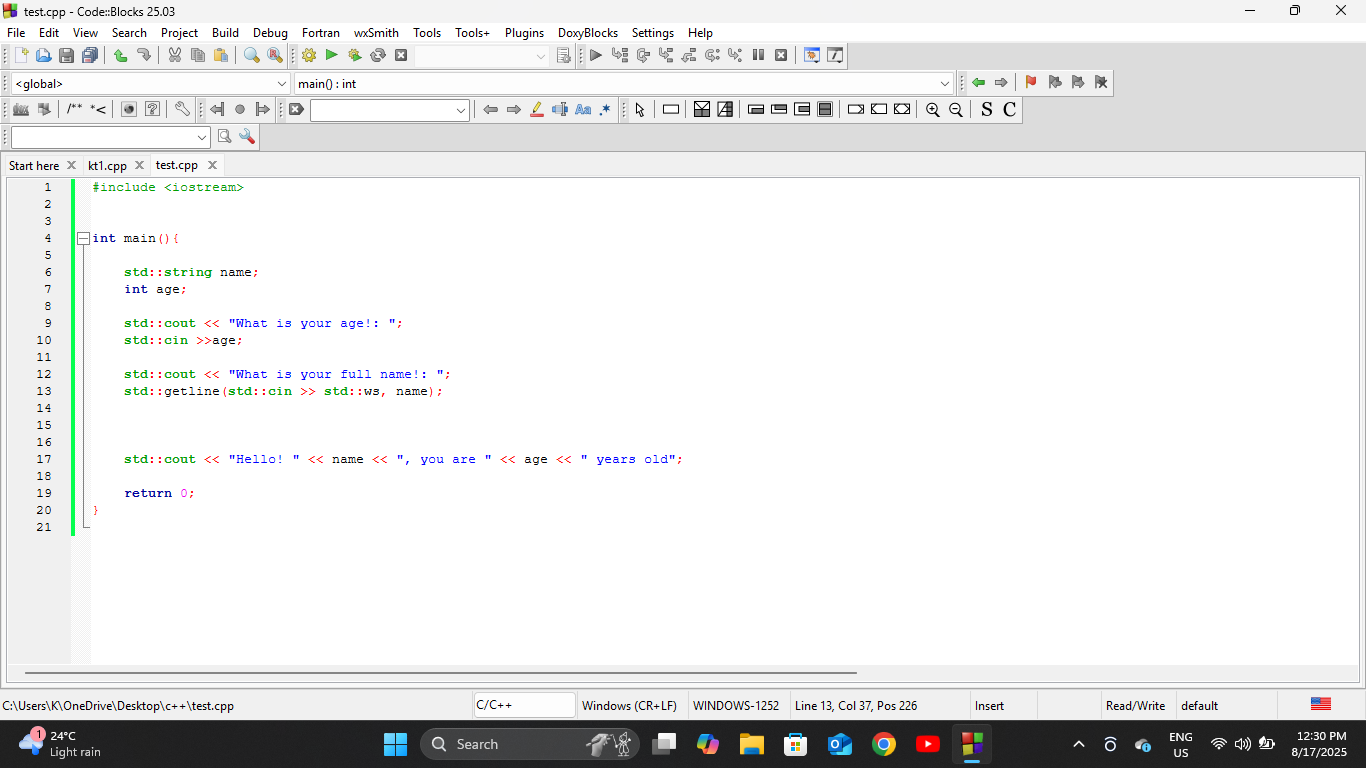 test.cpp - Code::Blocks 25.03
File Edit View Search Project Build Debug Fortran wxSmith Tools Tools+ Plugins DoxyBlocks Settings Help
<global> main() : int
/** *< Aa .* S C
Start here kt1.cpp test.cpp
1 #include <iostream>
2
3
4 int main(){
5
6 std::string name;
7 int age;
8
9 std::cout << "What is your age!: ";
10 std::cin >>age;
11
12 std::cout << "What is your full name!: ";
13 std::getline(std::cin >> std::ws, name);
14
15
16
17 std::cout << "Hello! " << name << ", you are " << age << " years old";
18
19 return 0;
20 }
21
C:\Users\K\OneDrive\Desktop\c++\test.cpp C/C++ Windows (CR+LF) WINDOWS-1252 Line 13, Col 37, Pos 226 Insert Read/Write default
1 24°C Search ENG 12:30 PM
Light rain US 8/17/2025